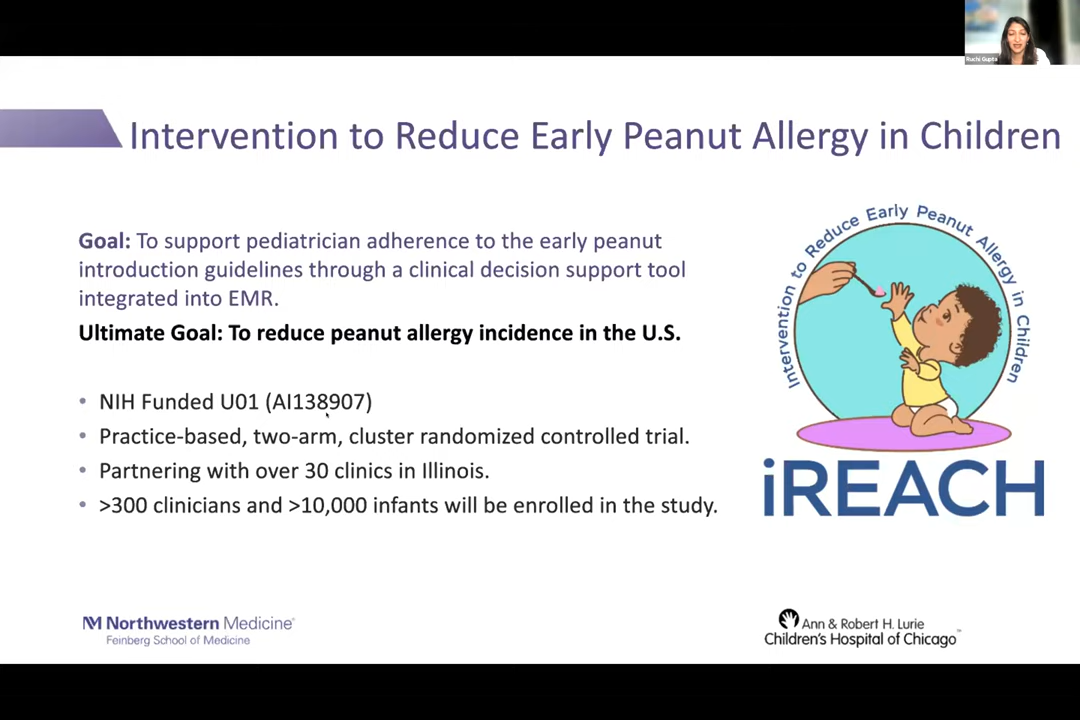 Ruchi Gupta
Intervention to Reduce Early Peanut Allergy in Children
Goal: To support pediatrician adherence to the early peanut
introduction guidelines through a clinical decision support tool
integrated into EMR.
Ultimate Goal: To reduce peanut allergy incidence in the U.S.
• NIH Funded U01 (AI138907)
• Practice-based, two-arm, cluster randomized controlled trial.
• Partnering with over 30 clinics in Illinois.
• >300 clinicians and >10,000 infants will be enrolled in the study.
Intervention to Reduce Early Peanut Allergy in Children
iREACH
Northwestern Medicine®
Feinberg School of Medicine
Ann & Robert H. Lurie
Children's Hospital of Chicago™